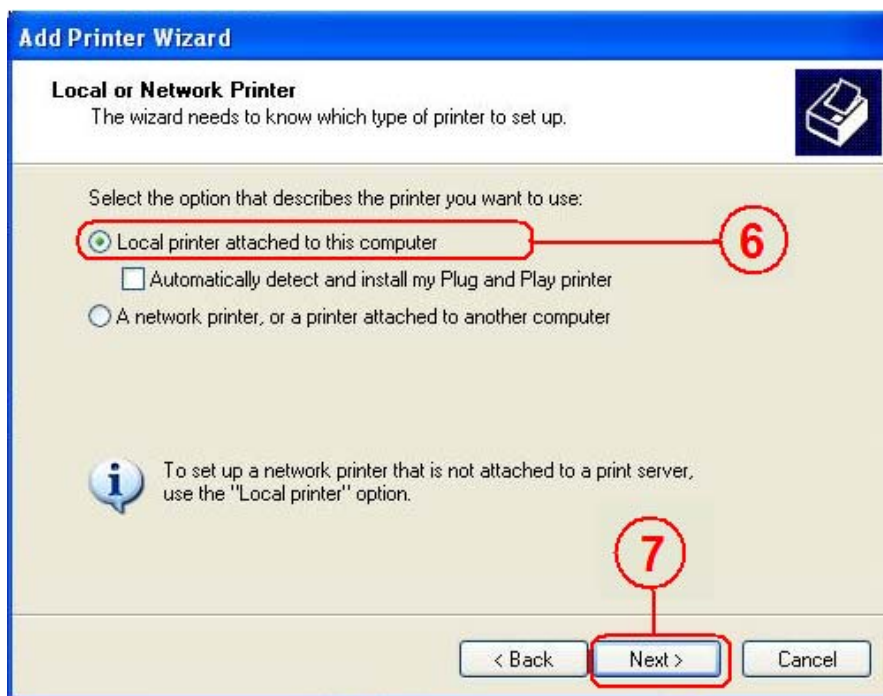 Add Printer Wizard
Local or Network Printer
The wizard needs to know which type of printer to set up.
Select the option that describes the printer you want to use:
Local printer attached to this computer
6
Automatically detect and install my Plug and Play printer
A network printer, or a printer attached to another computer
To set up a network printer that is not attached to a print server,
use the "Local printer" option.
7
< Back Next > Cancel